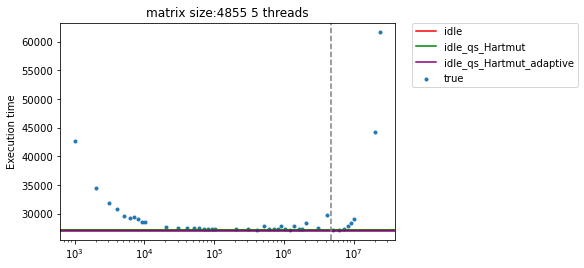 matrix size:4855 5 threads
Execution time
60000
55000
50000
45000
40000
35000
30000
10³
10⁴
10⁵
10⁶
10⁷
idle
idle_qs_Hartmut
idle_qs_Hartmut_adaptive
true